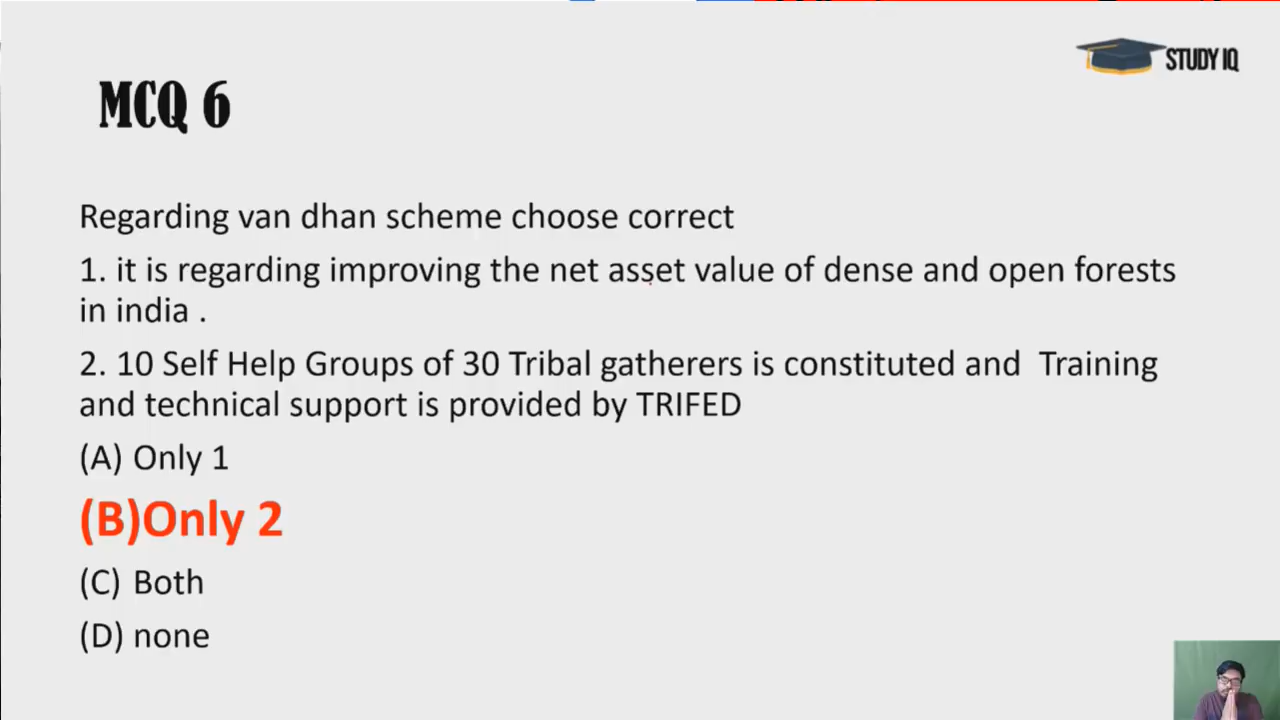 STUDY IQ
MCQ 6
Regarding van dhan scheme choose correct
1. it is regarding improving the net asset value of dense and open forests
in india .
2. 10 Self Help Groups of 30 Tribal gatherers is constituted and  Training
and technical support is provided by TRIFED
(A) Only 1
(B)Only 2
(C) Both
(D) none